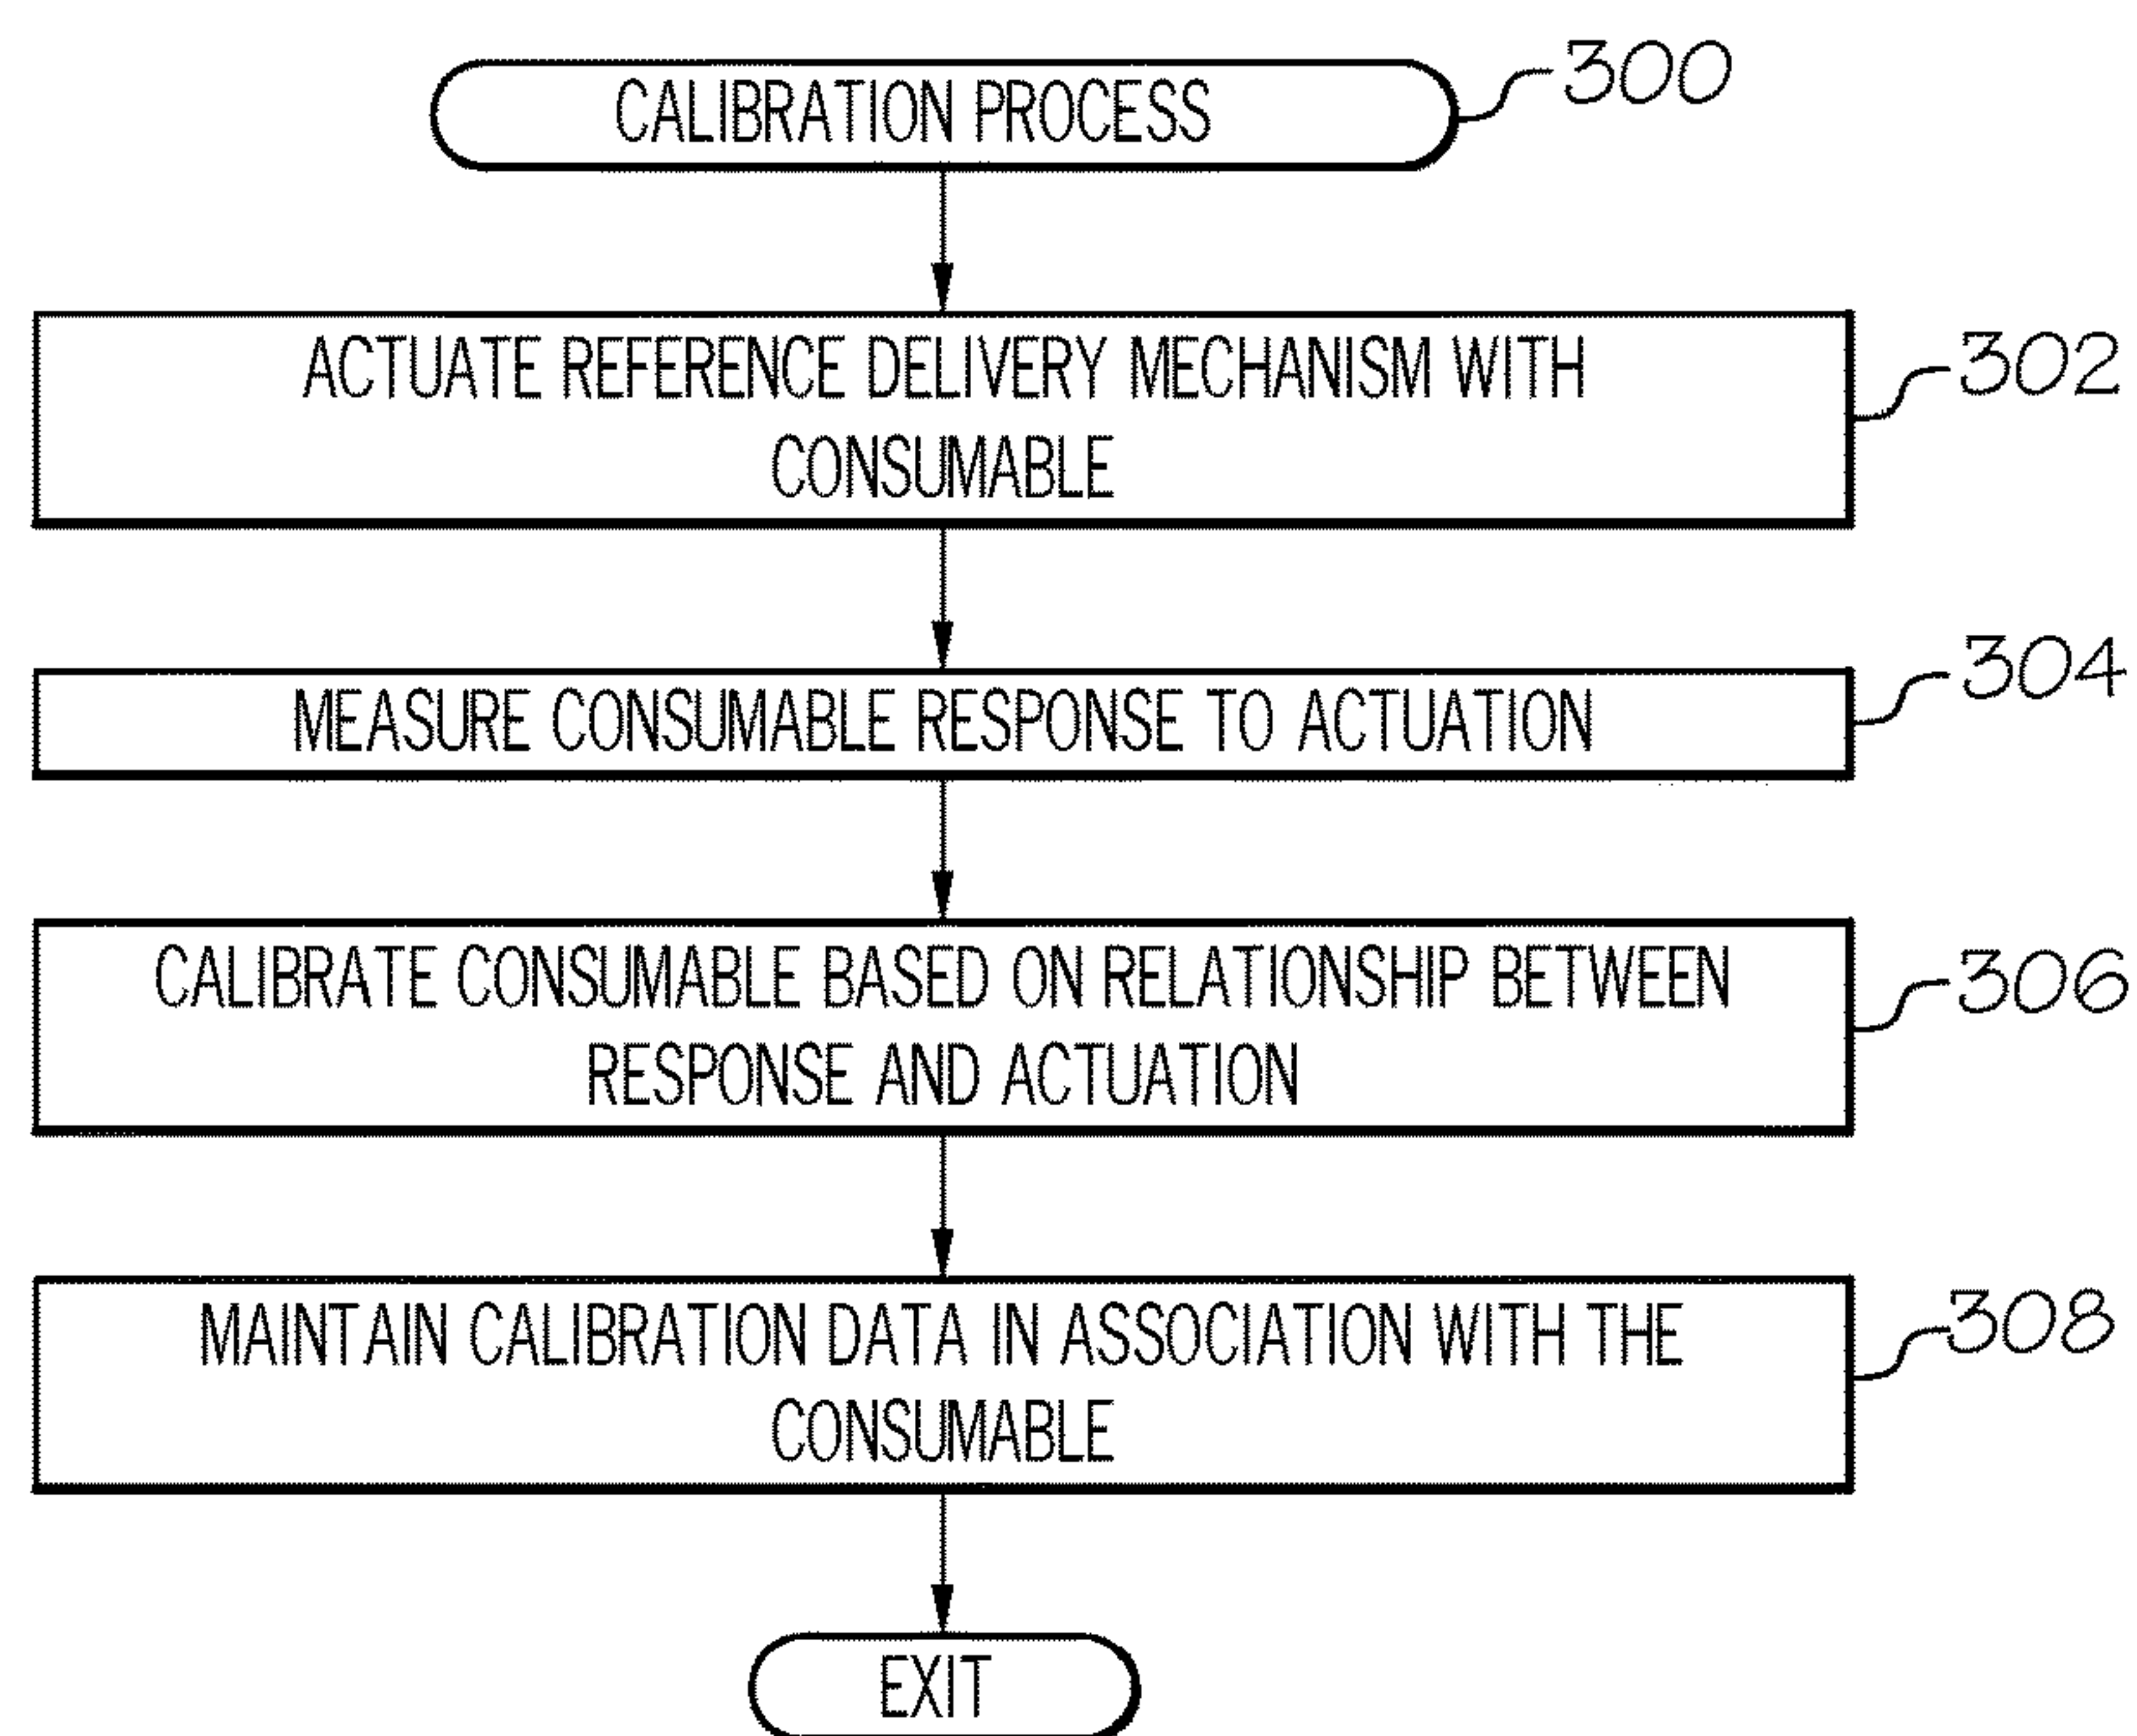 CALIBRATION PROCESS
300
ACTUATE REFERENCE DELIVERY MECHANISM WITH
CONSUMABLE
302
MEASURE CONSUMABLE RESPONSE TO ACTUATION
304
CALIBRATE CONSUMABLE BASED ON RELATIONSHIP BETWEEN
RESPONSE AND ACTUATION
306
MAINTAIN CALIBRATION DATA IN ASSOCIATION WITH THE
CONSUMABLE
308
EXIT